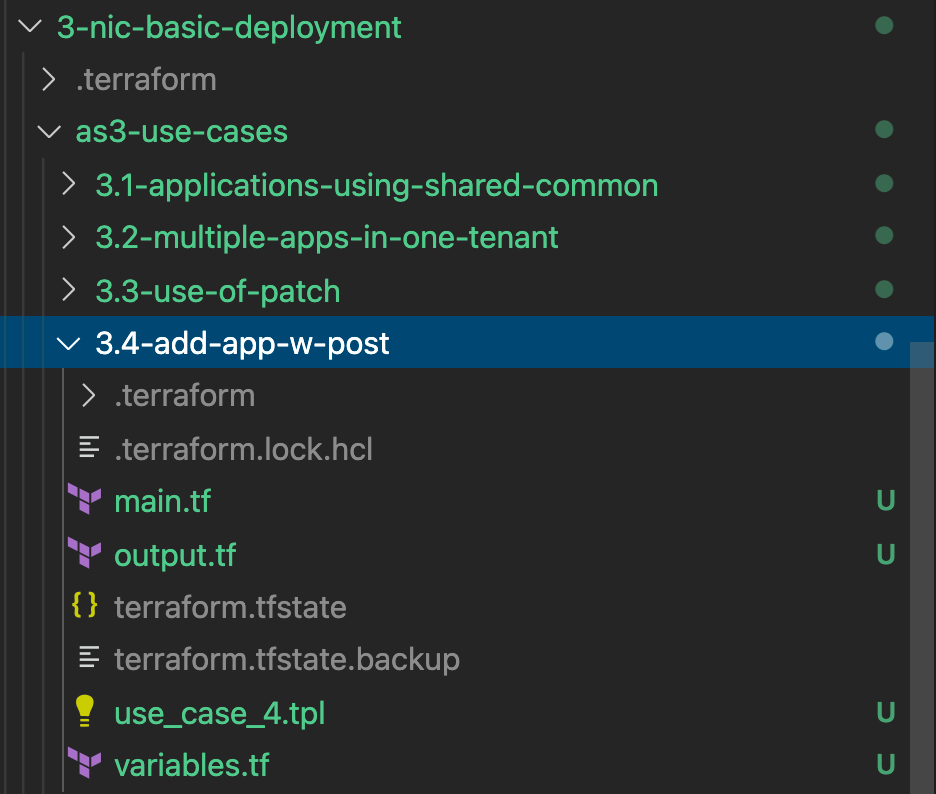 3-nic-basic-deployment
.terraform
as3-use-cases
3.1-applications-using-shared-common
3.2-multiple-apps-in-one-tenant
3.3-use-of-patch
3.4-add-app-w-post
.terraform
.terraform.lock.hcl
main.tf U
output.tf U
{} terraform.tfstate
terraform.tfstate.backup
use_case_4.tpl U
variables.tf U